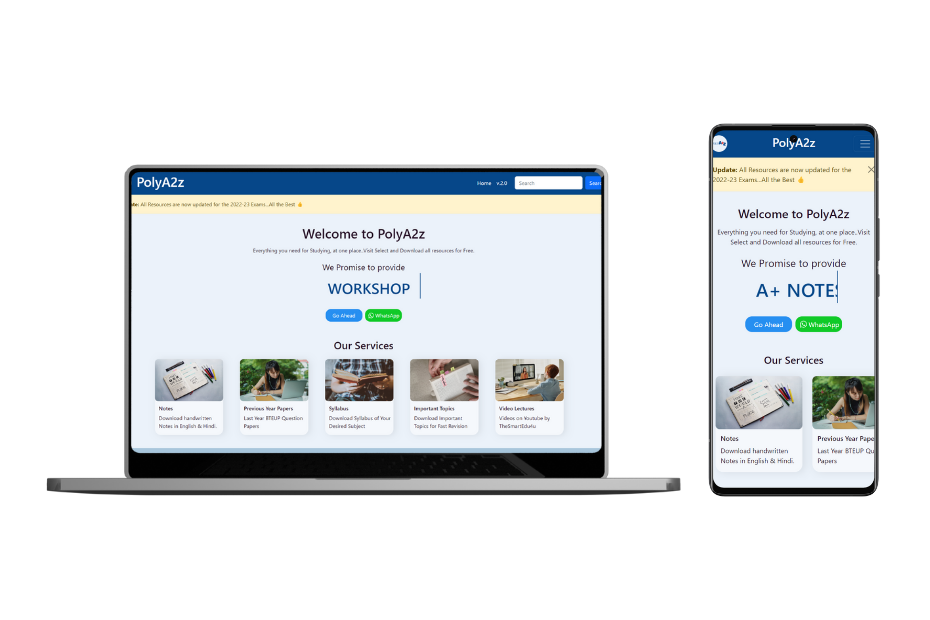 PolyA2z
Home v.2.0 Search
All Resources are now updated for the 2022-23 Exams...All the Best 👍
Welcome to PolyA2z
Everything you need for Studying, at one place..Visit Select and Download all resources for Free.
We Promise to provide
WORKSHOP
Go Ahead WhatsApp
Our Services
Notes
Download handwritten
Notes in English & Hindi.
Previous Year Papers
Last Year BTEUP Question
Papers
Syllabus
Download Syllabus of Your
Desired Subject
Important Topics
Download Important
Topics for Fast Revision
Video Lectures
Videos on Youtube by
PolyA2z
Update: All Resources are now updated for the
2022-23 Exams...All the Best 👍
Welcome to PolyA2z
Everything you need for Studying, at one place..Visit
Select and Download all resources for Free.
We Promise to provide
A+ NOTES
Go Ahead WhatsApp
Our Services
Notes
Download handwritten
Notes in English & Hindi.
Previous Year Pape
Last Year BTEUP Qu
Papers